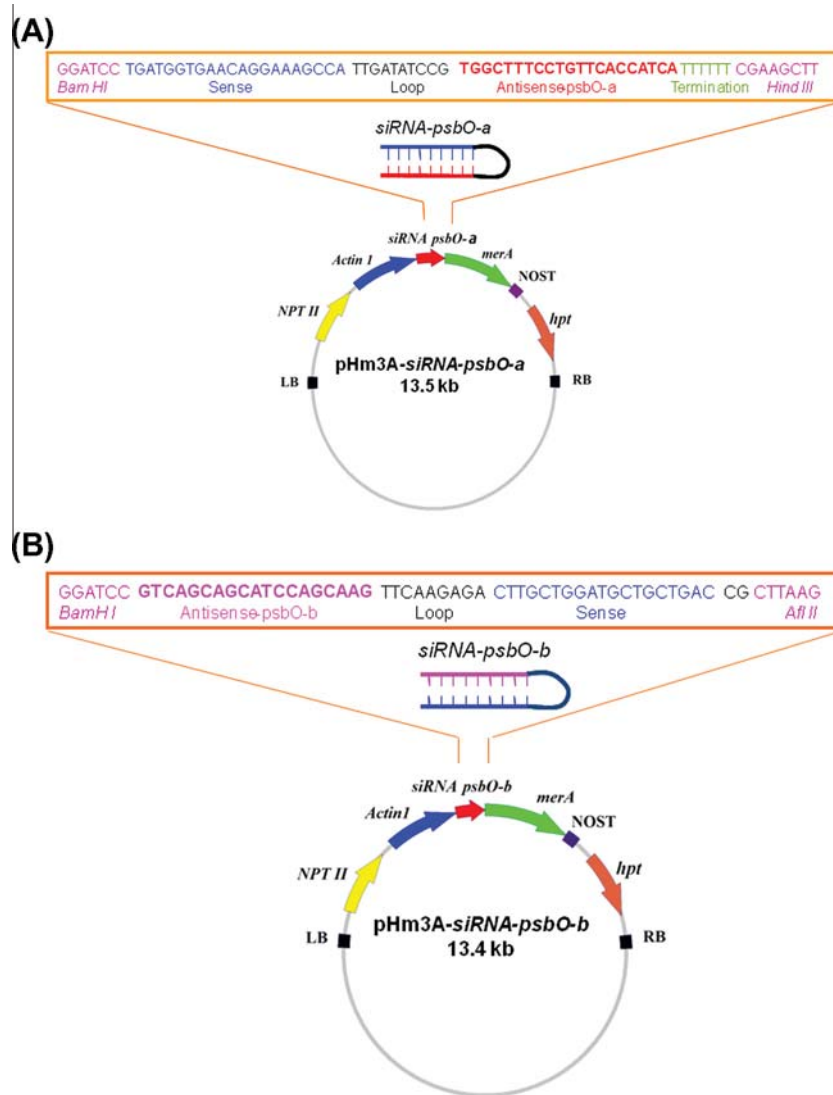 (A)
GGATCC TGATGGTGAACAGGAAAGCCA TTGATATCCG TGGCTTTCCTGTTCACCATCA TTTTTT CGAAGCTT
Bam HI Sense Loop Antisense-psbO-a Termination Hind III
siRNA-psbO-a
siRNA psbO-a
Actin 1
merA
NOST
NPT II
hpt
pHm3A-siRNA-psbO-a
13.5 kb
LB
RB
(B)
GGATCC GTCAGCAGCATCCAGCAAG TTCAAGAGA CTTGCTGGATGCTGCTGAC CG CTTAAG
BamH I Antisense-psbO-b Loop Sense Afl II
siRNA-psbO-b
siRNA psbO-b
Actin1
merA
NOST
NPT II
hpt
pHm3A-siRNA-psbO-b
13.4 kb
LB
RB